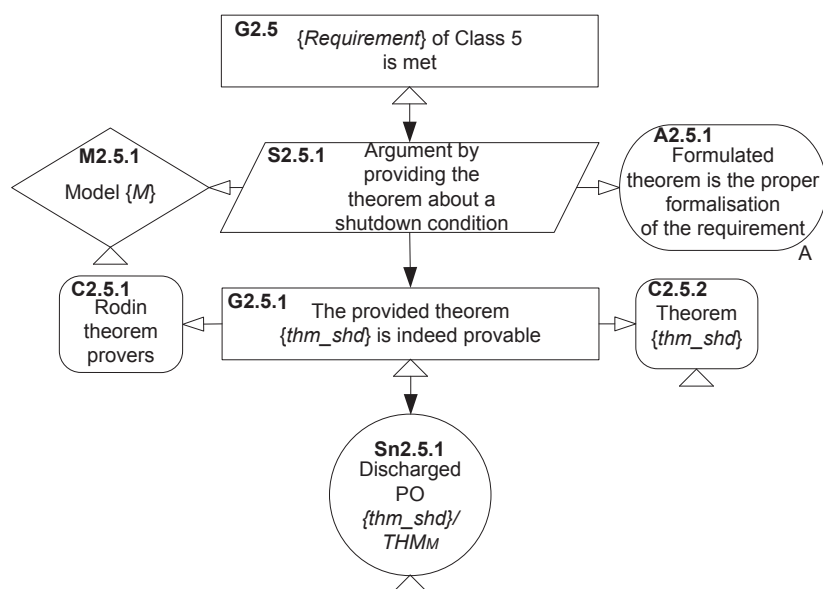 G2.5
{Requirement} of Class 5
is met
M2.5.1
Model {M}
S2.5.1
Argument by
providing the
theorem about a
shutdown condition
A2.5.1
Formulated
theorem is the proper
formalisation
of the requirement
A
C2.5.1
Rodin
theorem
provers
G2.5.1
The provided theorem
{thm_shd} is indeed provable
C2.5.2
Theorem
{thm_shd}
Sn2.5.1
Discharged
PO
{thm_shd}/
THMM